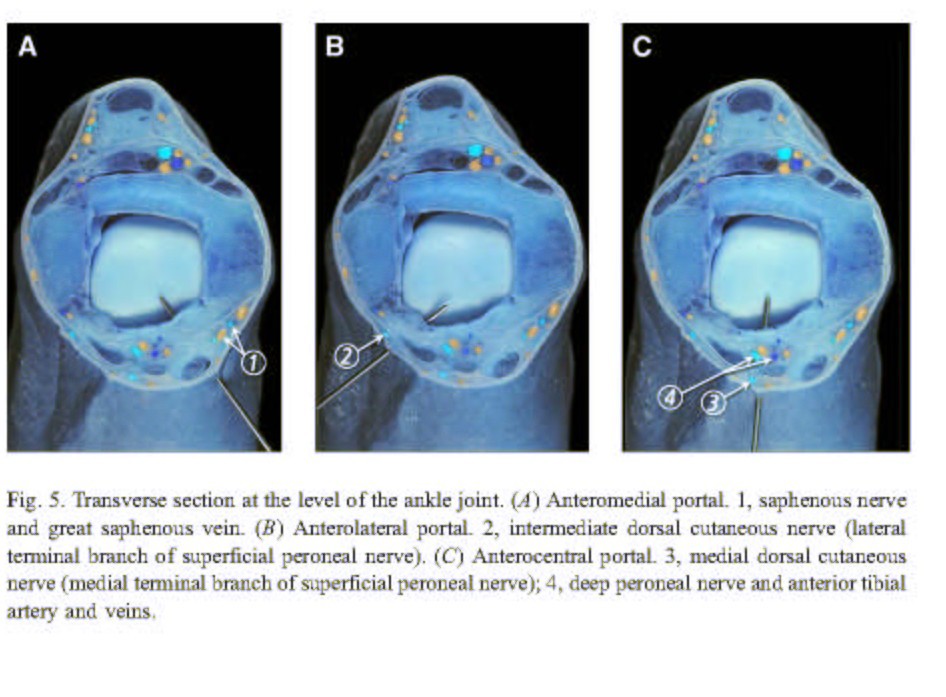 A B C
1 2 4 3
Fig. 5. Transverse section at the level of the ankle joint. (A) Anteromedial portal. 1, saphenous nerve
and great saphenous vein. (B) Anterolateral portal. 2, intermediate dorsal cutaneous nerve (lateral
terminal branch of superficial peroneal nerve). (C) Anterocentral portal. 3, medial dorsal cutaneous
nerve (medial terminal branch of superficial peroneal nerve); 4, deep peroneal nerve and anterior tibial
artery and veins.